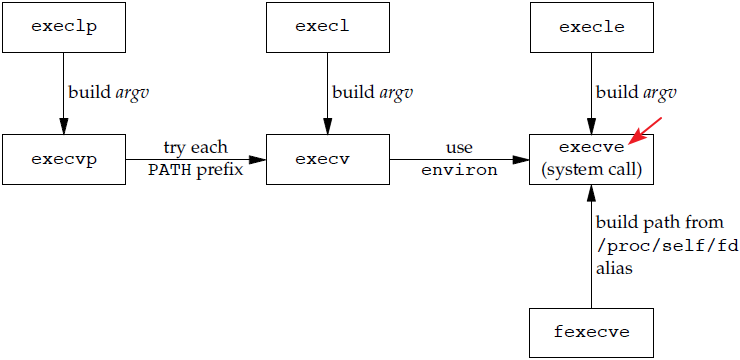 execlp
execl
execle
build argv
build argv
build argv
execvp
try each
PATH prefix
execv
use
environ
execve
(system call)
build path from
/proc/self/fd
alias
fexecve